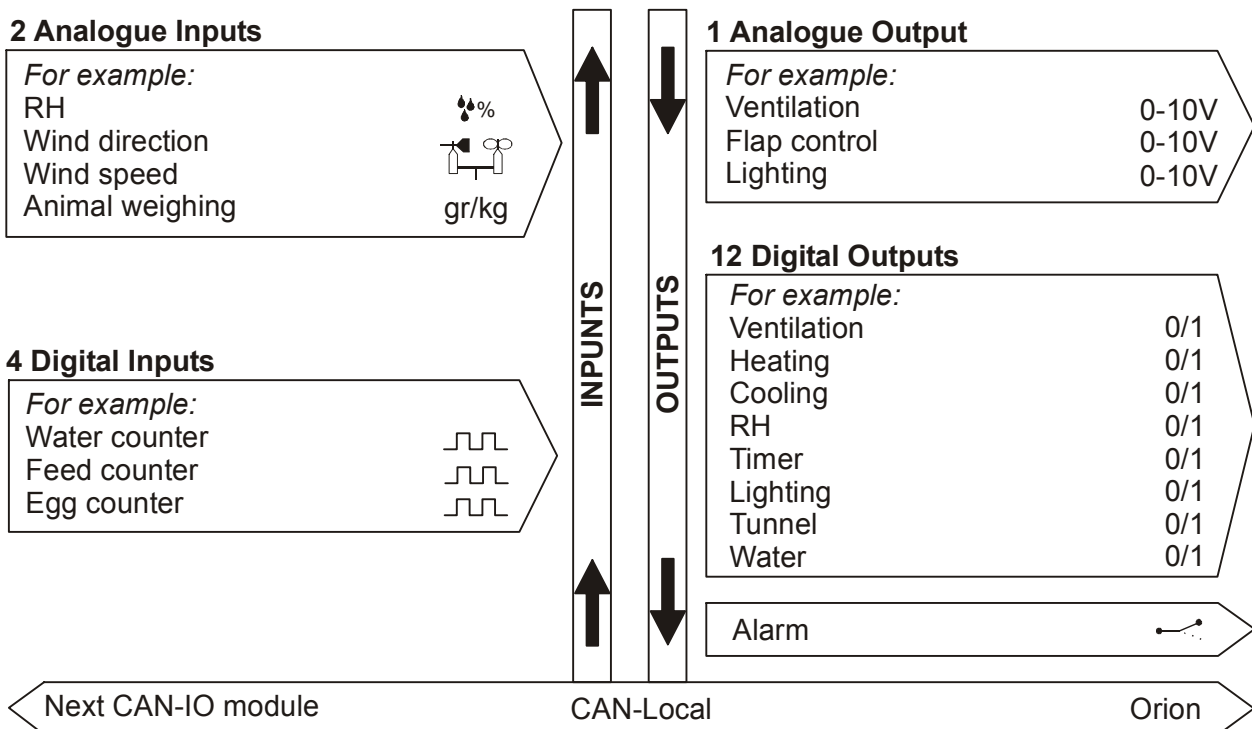 2 Analogue Inputs
For example:
RH %
Wind direction
Wind speed
Animal weighing gr/kg
4 Digital Inputs
For example:
Water counter
Feed counter
Egg counter
INPUNTS
OUTPUTS
1 Analogue Output
For example:
Ventilation 0-10V
Flap control 0-10V
Lighting 0-10V
12 Digital Outputs
For example:
Ventilation 0/1
Heating 0/1
Cooling 0/1
RH 0/1
Timer 0/1
Lighting 0/1
Tunnel 0/1
Water 0/1
Alarm
Next CAN-IO module CAN-Local Orion